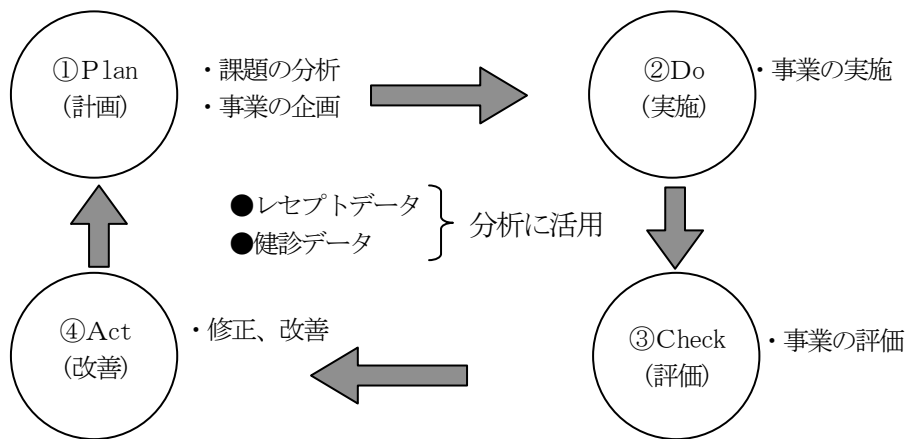 ①Plan
(計画)
・課題の分析
・事業の企画
②Do
(実施)
・事業の実施
●レセプトデータ
●健診データ
分析に活用
③Check
(評価)
・事業の評価
④Act
(改善)
・修正、改善